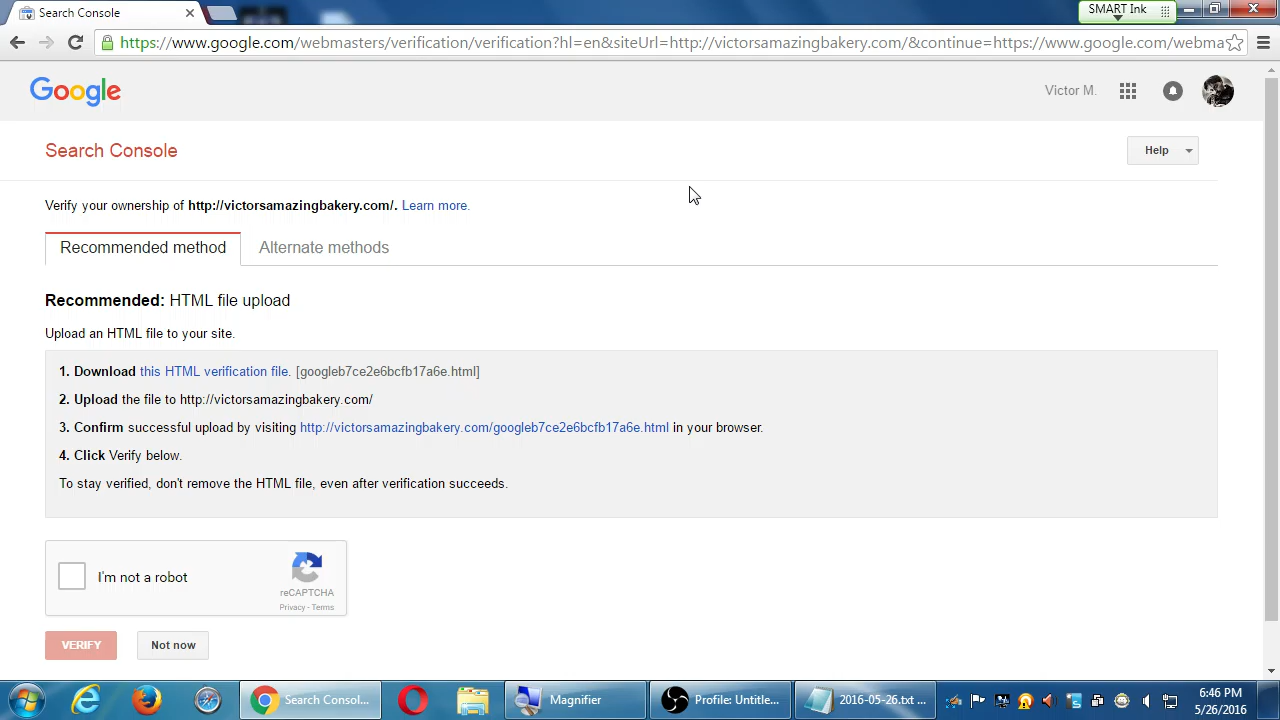 Search Console
SMART Ink
https://www.google.com/webmasters/verification/verification?hl=en&siteUrl=http://victorsamazingbakery.com/&continue=https://www.google.com/webma
Google
Victor M.
Search Console
Help
Verify your ownership of http://victorsamazingbakery.com/. Learn more.
Recommended method
Alternate methods
Recommended: HTML file upload
Upload an HTML file to your site.
1. Download this HTML verification file. [googleb7ce2e6bcfb17a6e.html]
2. Upload the file to http://victorsamazingbakery.com/
3. Confirm successful upload by visiting http://victorsamazingbakery.com/googleb7ce2e6bcfb17a6e.html in your browser.
4. Click Verify below.
To stay verified, don't remove the HTML file, even after verification succeeds.
I'm not a robot
reCAPTCHA
Privacy - Terms
VERIFY
Not now
Search Consol...
Magnifier
Profile: Untitle...
2016-05-26.txt ...
6:46 PM
5/26/2016